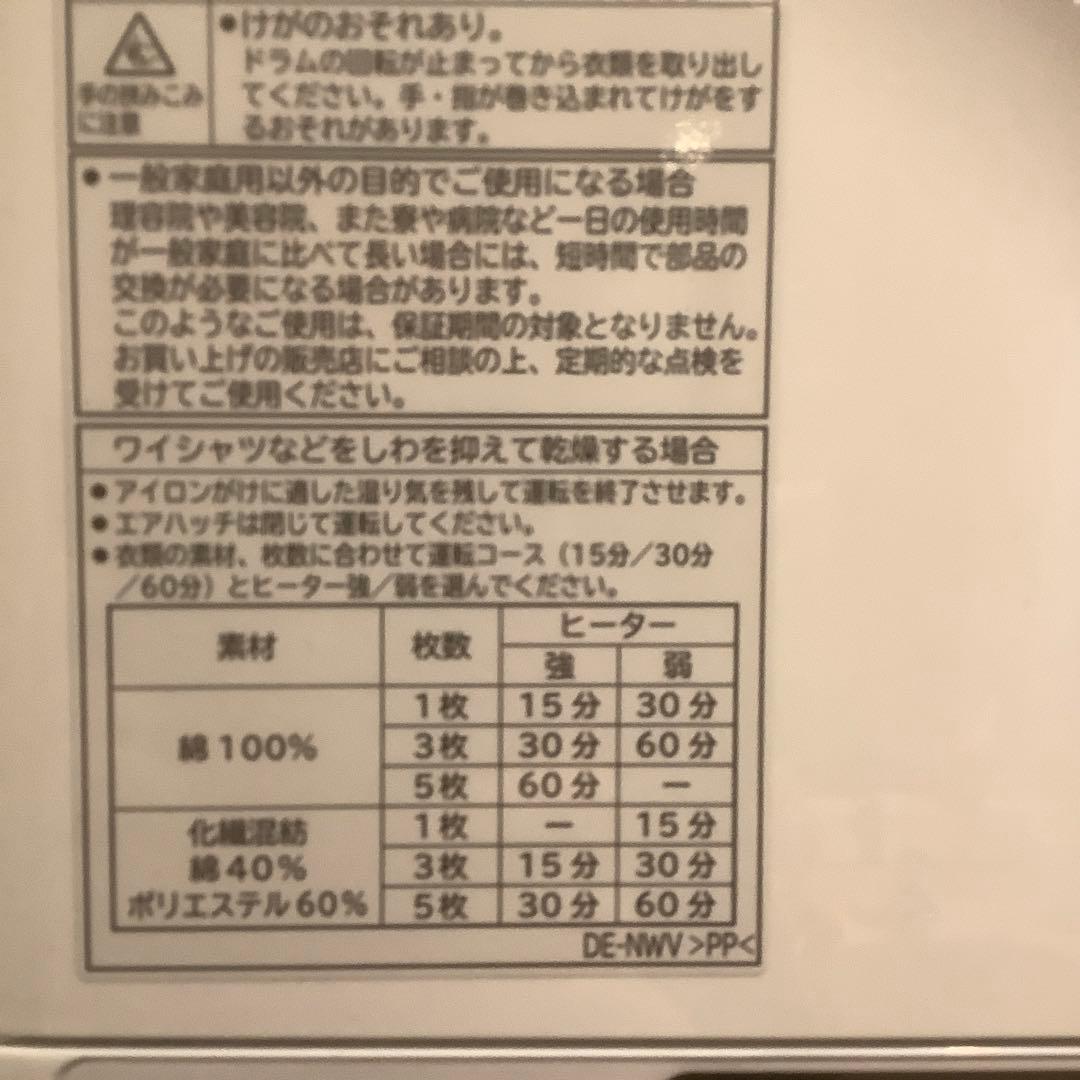 ●けがのおそれあり。
ドラムの回転が止まってから衣類を取り出し
てください。手・指が巻き込まれてけがをす
るおそれがあります。
手の挟みこみ
に注意
●一般家庭用以外の目的でご使用になる場合
理容院や美容院、また寮や病院など一日の使用時間
が一般家庭に比べて長い場合には、短時間で部品の
交換が必要になる場合があります。
このようなご使用は、保証期間の対象となりません。
お買い上げの販売店にご相談の上、定期的な点検を
受けてご使用ください。
ワイシャツなどをしわを抑えて乾燥する場合
●アイロンがけに適した湿り気を残して運転を終了させます。
●エアハッチは閉じて運転してください。
●衣類の素材、枚数に合わせて運転コース（15分／30分
／60分）とヒーター強／弱を選んでください。
素材 枚数 ヒーター
強 弱
綿100% 1枚 15分 30分
3枚 30分 60分
5枚 60分 ー
化繊混紡
綿40%
ポリエステル60%
1枚 ー 15分
3枚 15分 30分
5枚 30分 60分
DE-NWV >PP<